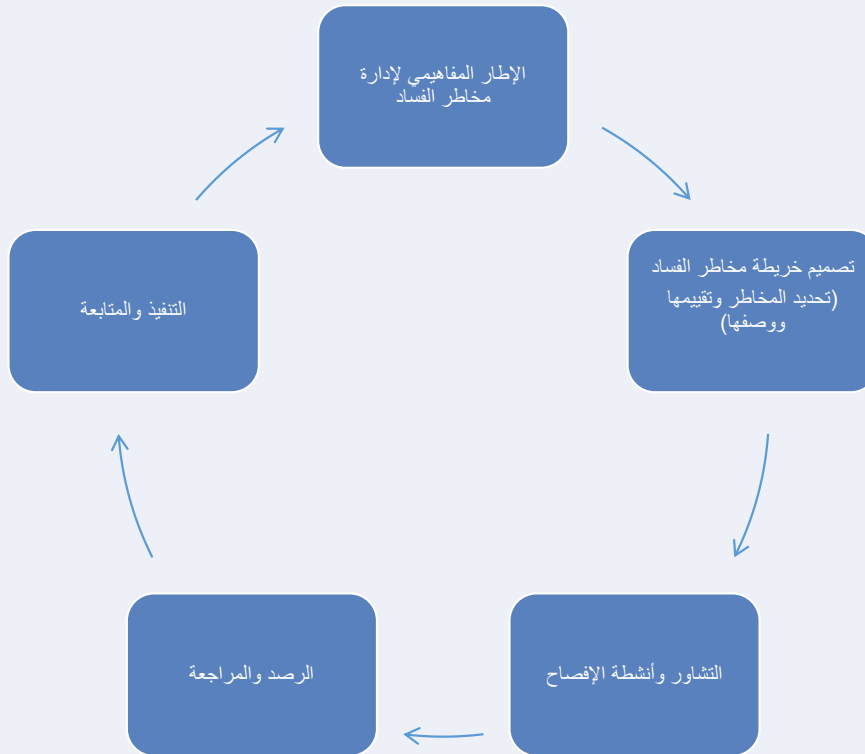 الإطار المفاهيمي لإدارة
مخاطر الفساد
تصميم خريطة مخاطر الفساد
(تحديد المخاطر وتقييمها
ووصفها)
التشاور وأنشطة الإفصاح
الرصد والمراجعة
التنفيذ والمتابعة